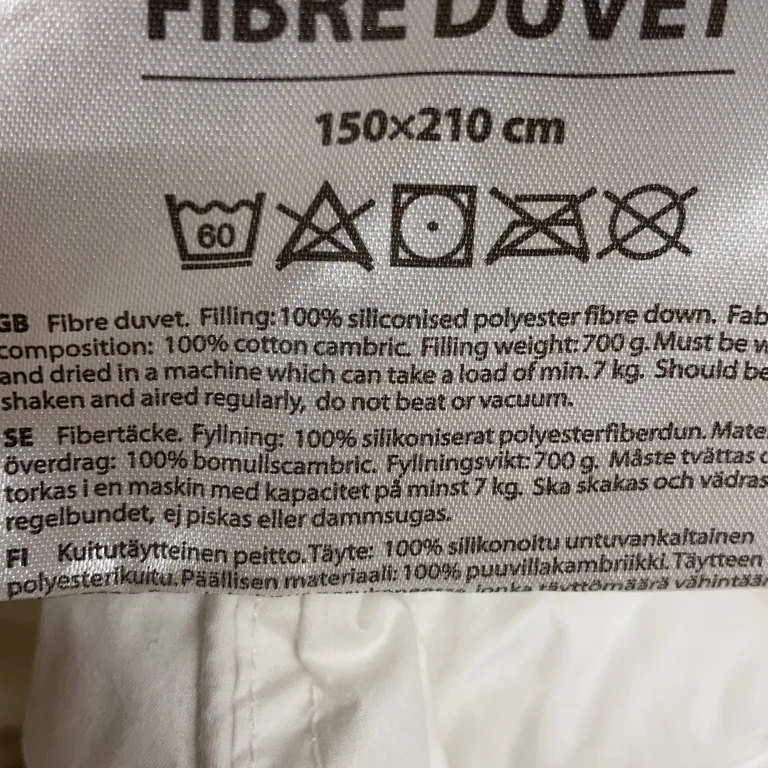 FIBRE DUVET
150×210 cm
60
GB Fibre duvet. Filling: 100% siliconised polyester fibre down. Fab
composition: 100% cotton cambric. Filling weight: 700 g. Must be w
and dried in a machine which can take a load of min. 7 kg. Should be
shaken and aired regularly, do not beat or vacuum.
SE Fibertäcke. Fyllning: 100% silikoniserat polyesterfiberdun. Mate
överdrag: 100% bomullscambric. Fyllningsvikt: 700 g. Måste tvättas o
torkas i en maskin med kapacitet på minst 7 kg. Ska skakas och vädras
regelbundet, ej piskas eller dammsugas.
FI Kuitutäytteinen peitto. Täyte: 100% silikonoitu untuvankaltainen
polyesterikuitu. Päällisen materiaali: 100% puuvillakambriikki. Täytteen
jonka täyttömäärä vähintään